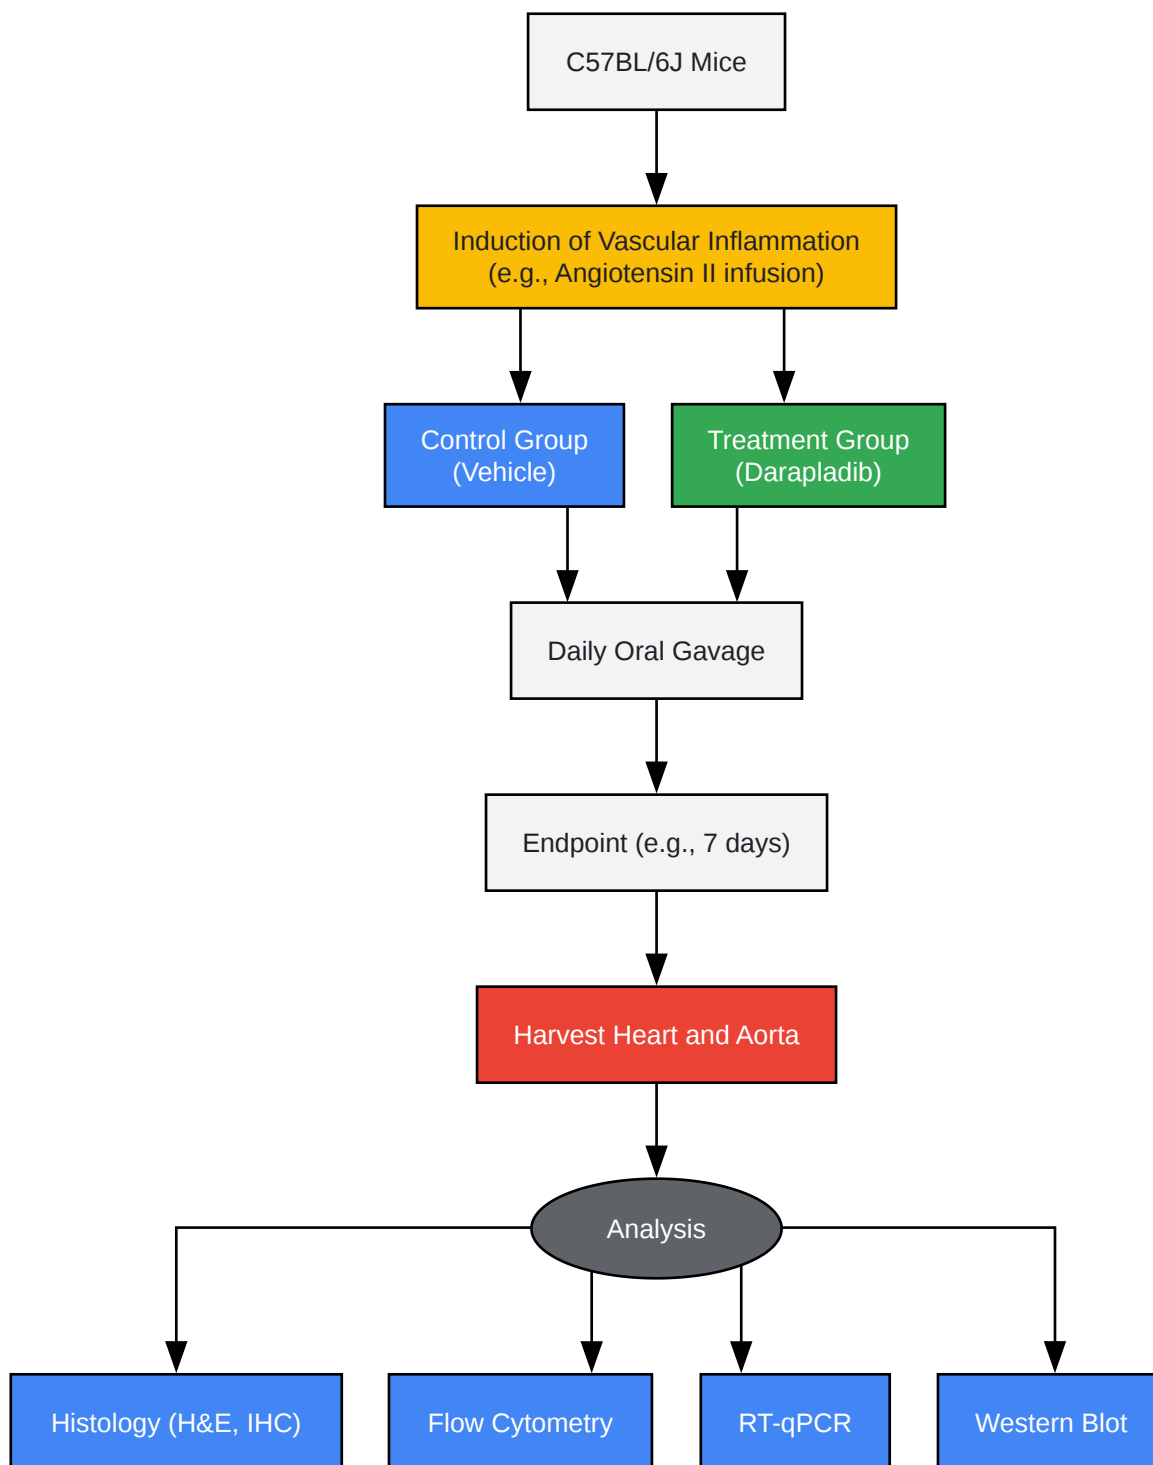 C57BL/6J Mice
Induction of Vascular Inflammation
(e.g., Angiotensin II infusion)
Control Group
(Vehicle)
Treatment Group
(Darapladib)
Daily Oral Gavage
Endpoint (e.g., 7 days)
Harvest Heart and Aorta
Analysis
Histology (H&E, IHC)
Flow Cytometry
RT-qPCR
Western Blot